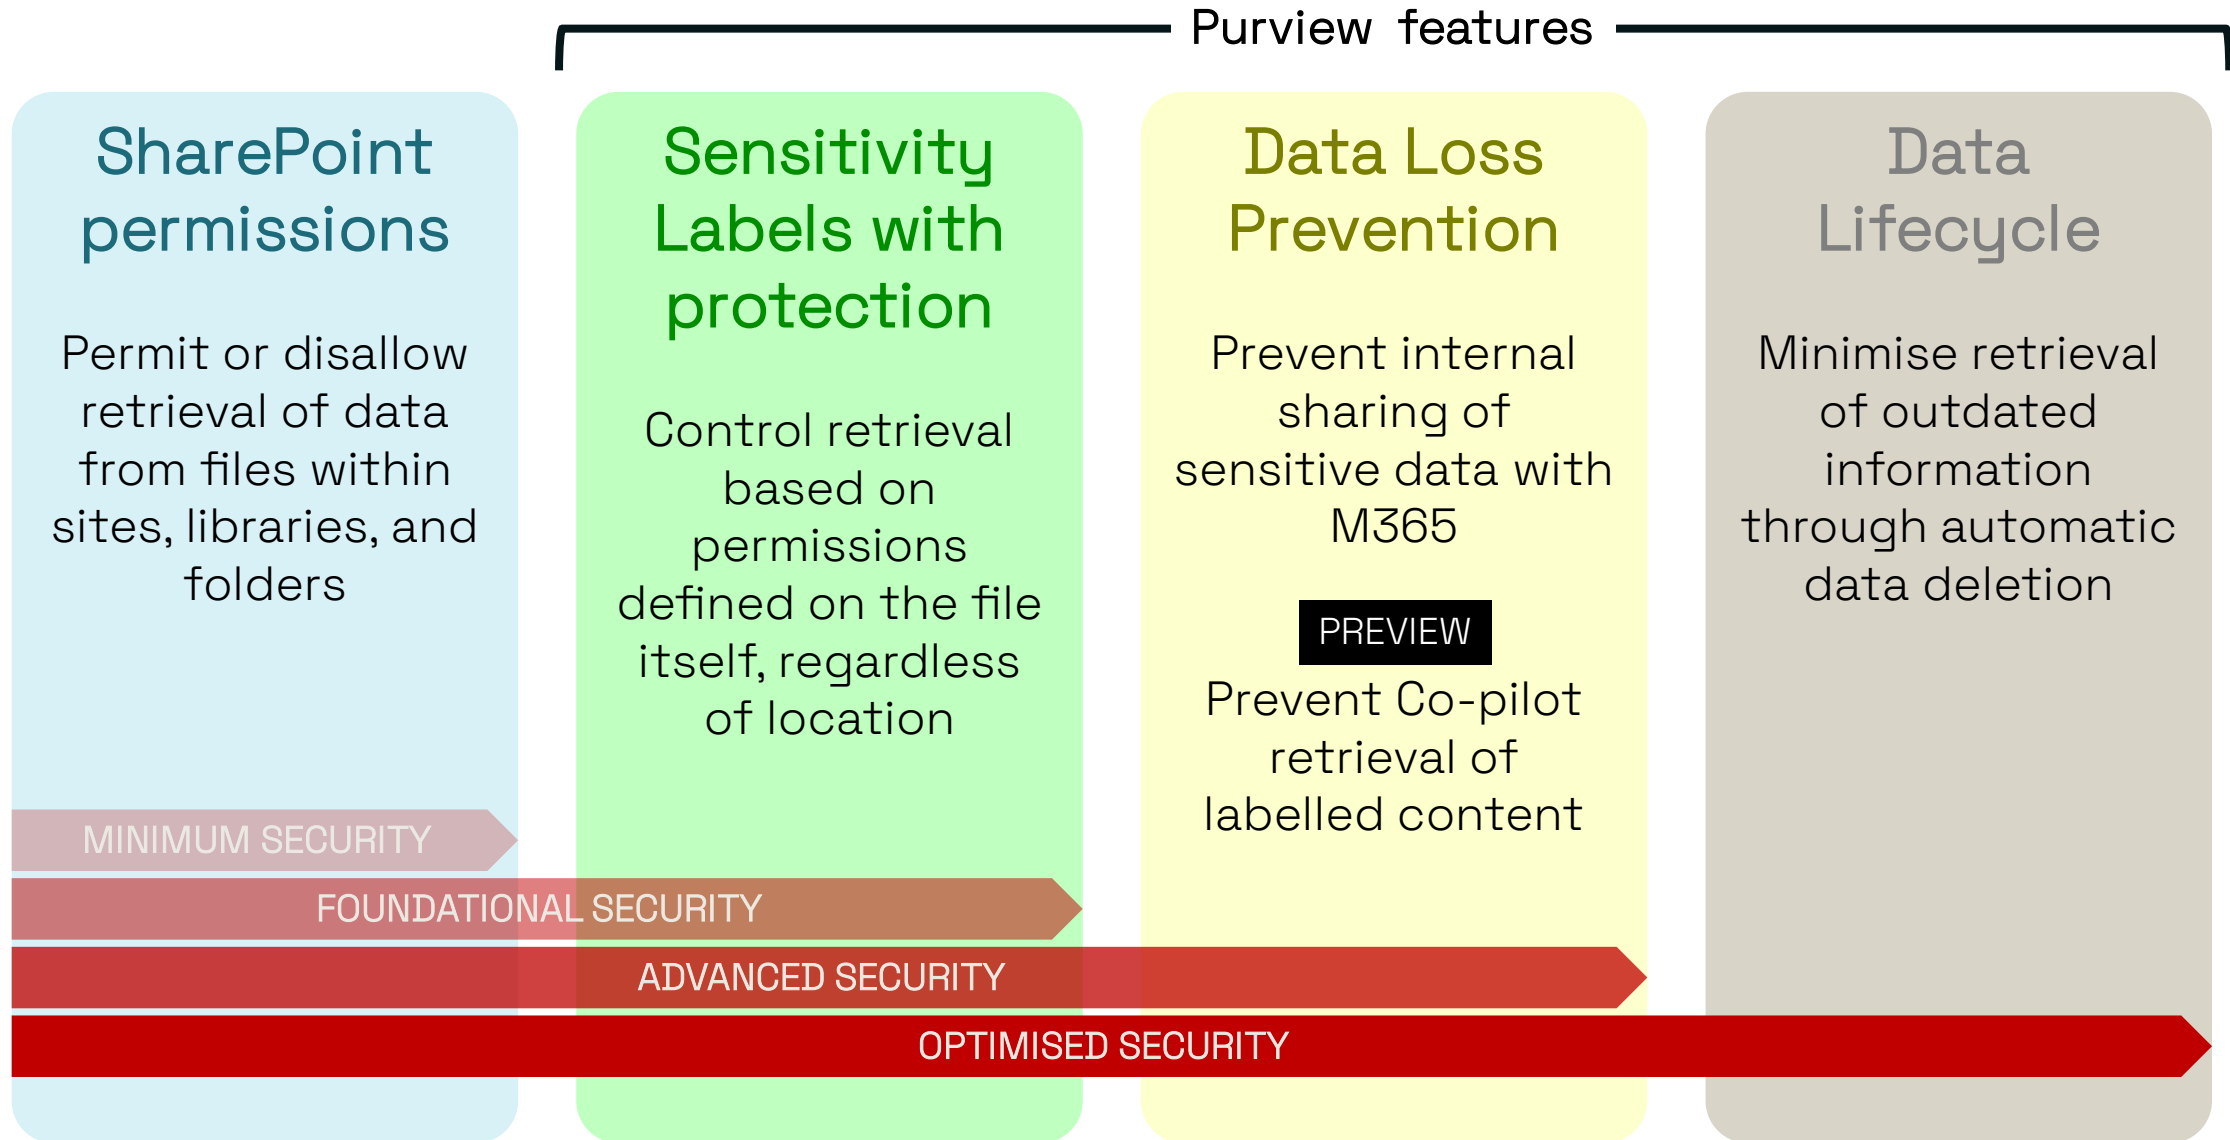 Purview features
SharePoint
permissions
Permit or disallow
retrieval of data
from files within
sites, libraries, and
folders
Sensitivity
Labels with
protection
Control retrieval
based on
permissions
defined on the file
itself, regardless
of location
Data Loss
Prevention
Prevent internal
sharing of
sensitive data with
M365
PREVIEW
Prevent Co-pilot
retrieval of
labelled content
Data
Lifecycle
Minimise retrieval
of outdated
information
through automatic
data deletion
MINIMUM SECURITY
FOUNDATIONAL SECURITY
ADVANCED SECURITY
OPTIMISED SECURITY